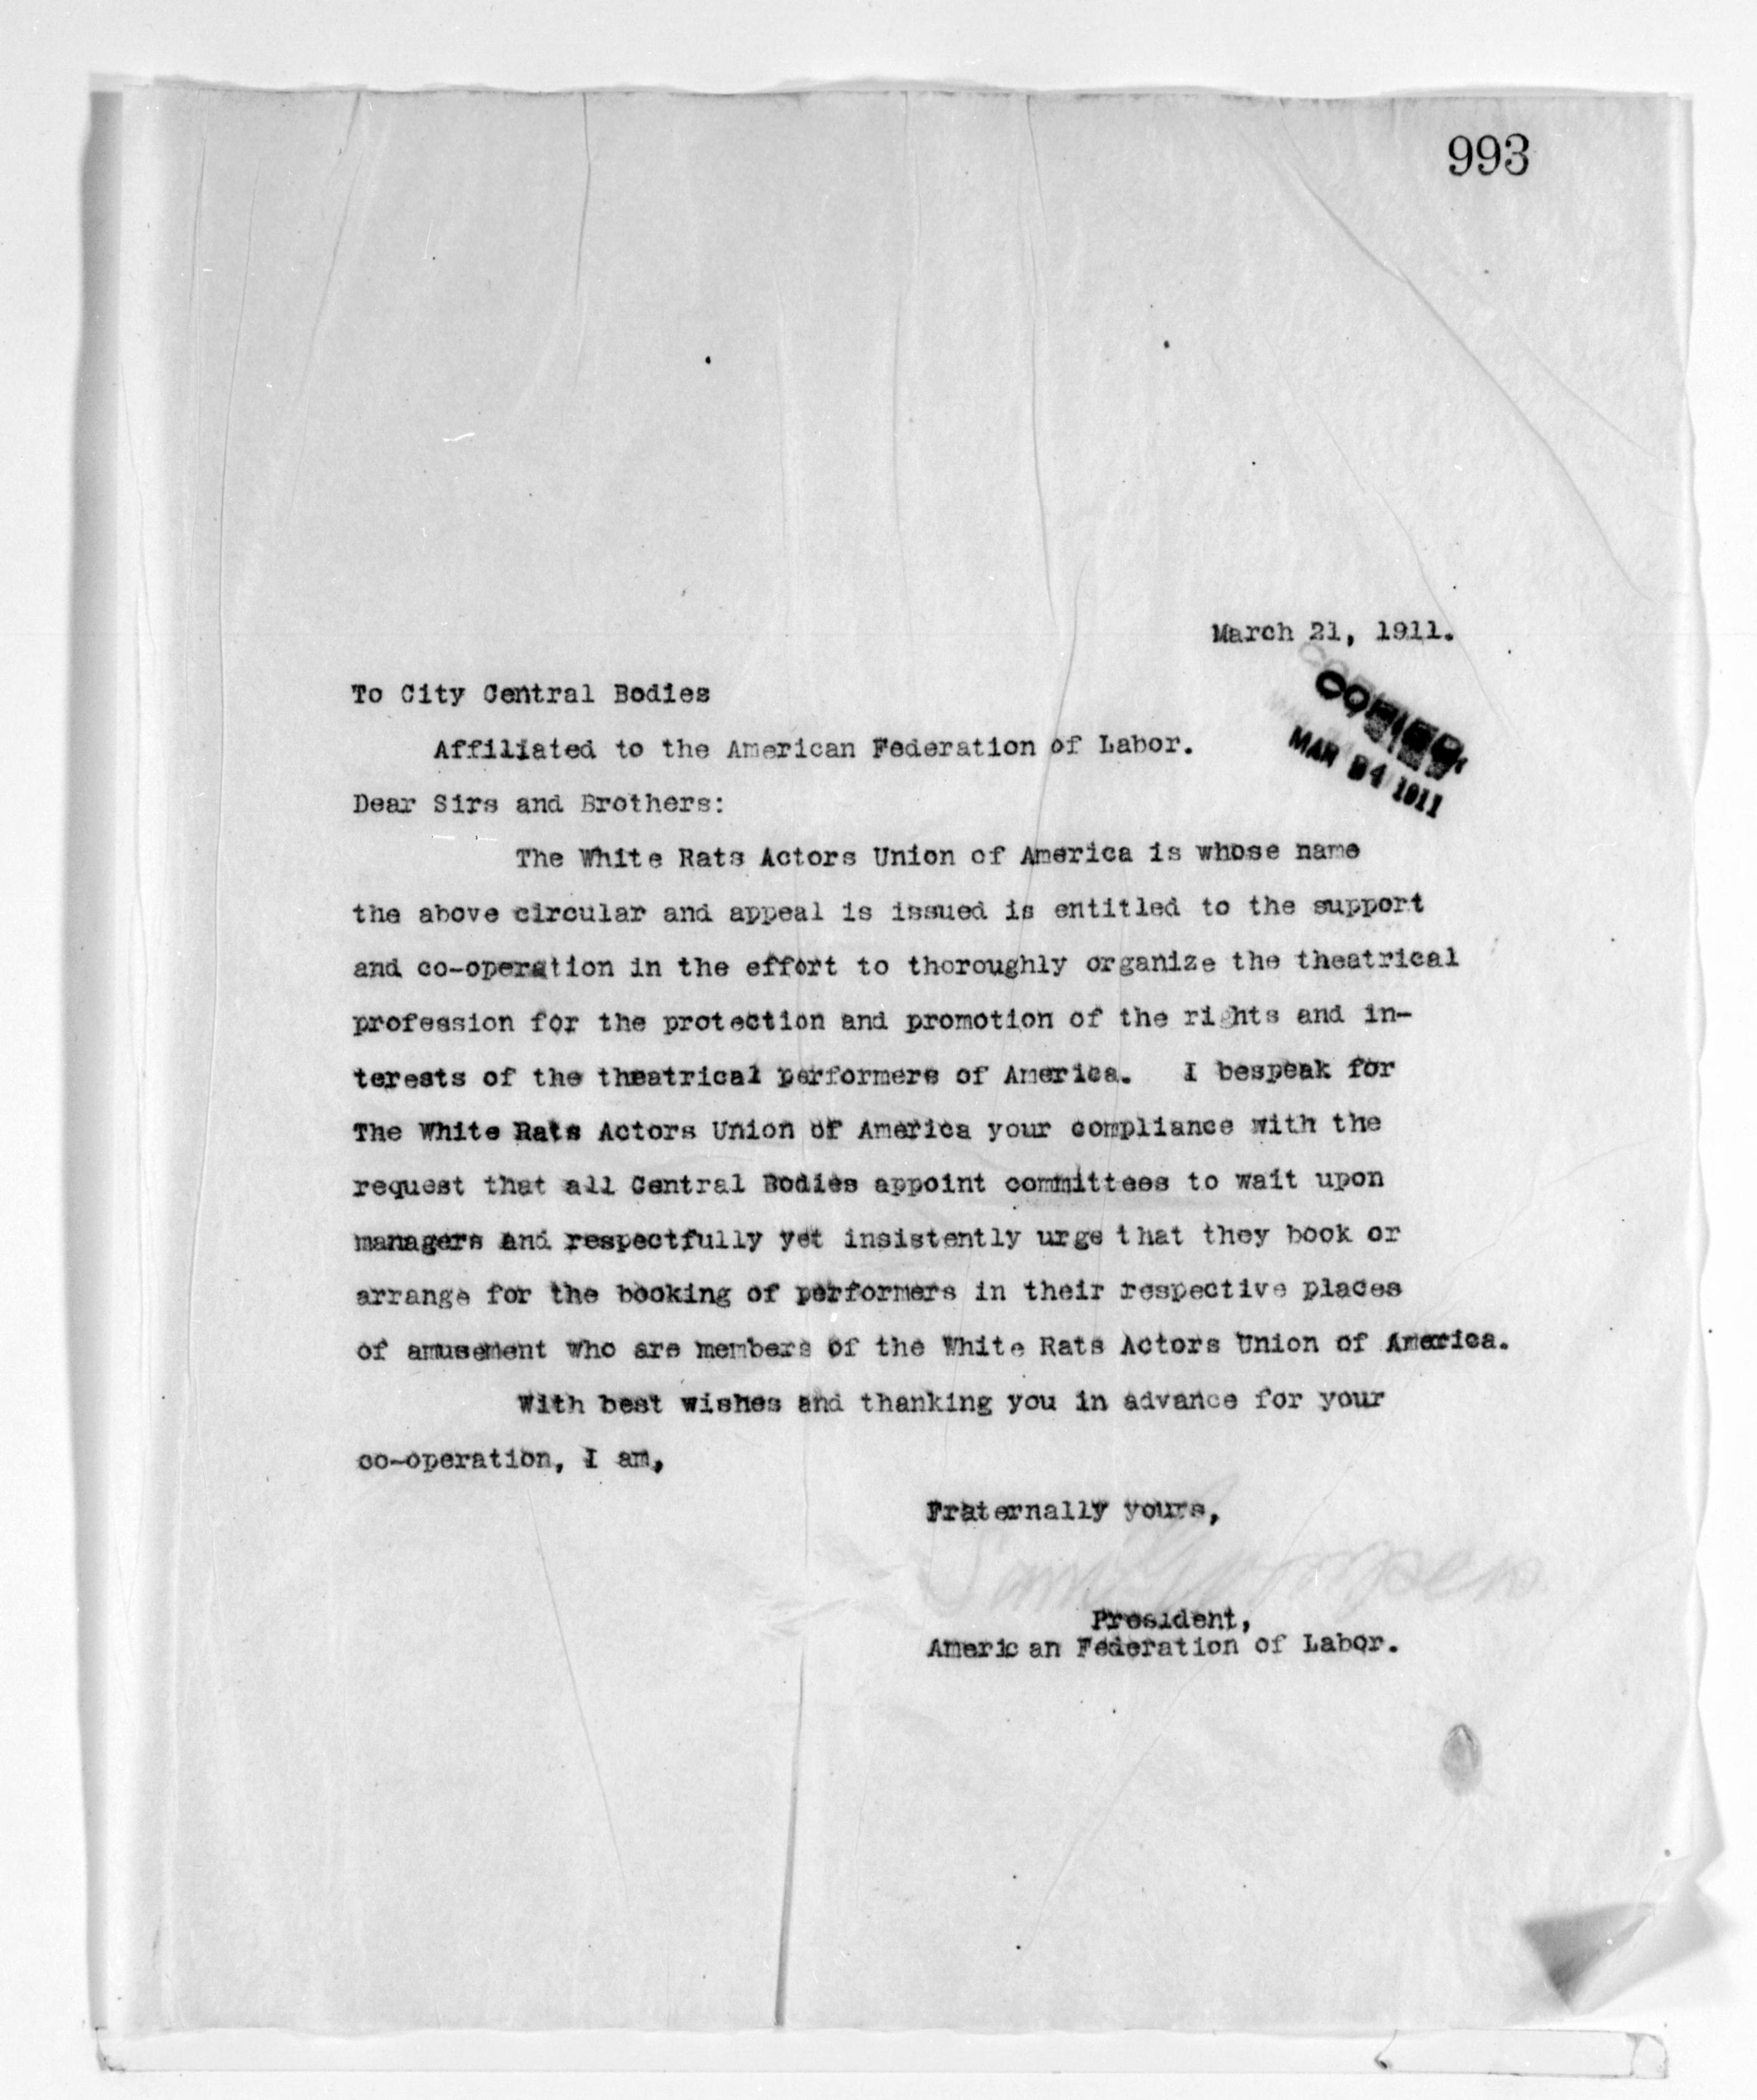 993
March 21, 1911.
COPIED.
MAR 24 1911
To City Central Bodies
Affiliated to the American Federation of Labor.
Dear Sirs and Brothers:
The White Rats Actors Union of America is whose name
the above circular and appeal is issued is entitled to the support
and co-operation in the effort to thoroughly organize the theatrical
profession for the protection and promotion of the rights and in-
terests of the theatrical performers of America. I bespeak for
The White Rats Actors Union of America your compliance with the
request that all Central Bodies appoint committees to wait upon
managers and respectfully yet insistently urge that they book or
arrange for the booking of performers in their respective places
of amusement who are members of the White Rats Actors Union of America.
With best wishes and thanking you in advance for your
co-operation, I am,
Fraternally yours,
Saml Gompers
President,
American Federation of Labor.